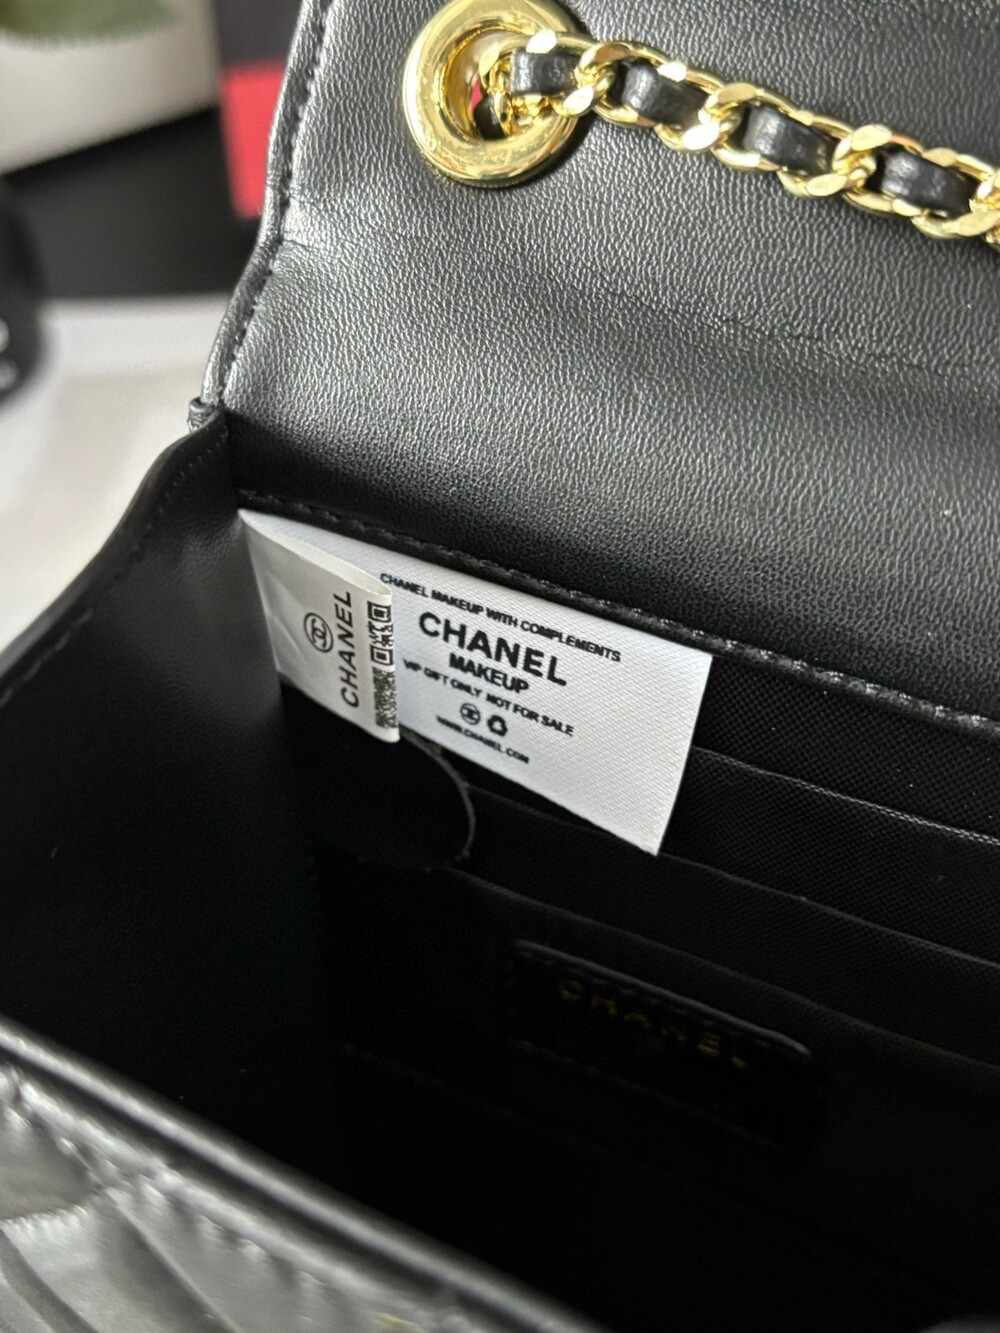 CHANEL MAKEUP WITH COMPLEMENTS
CHANEL
MAKEUP
VIP GIFT ONLY NOT FOR SALE
WWW.CHANEL.COM
CHANEL
CHANEL